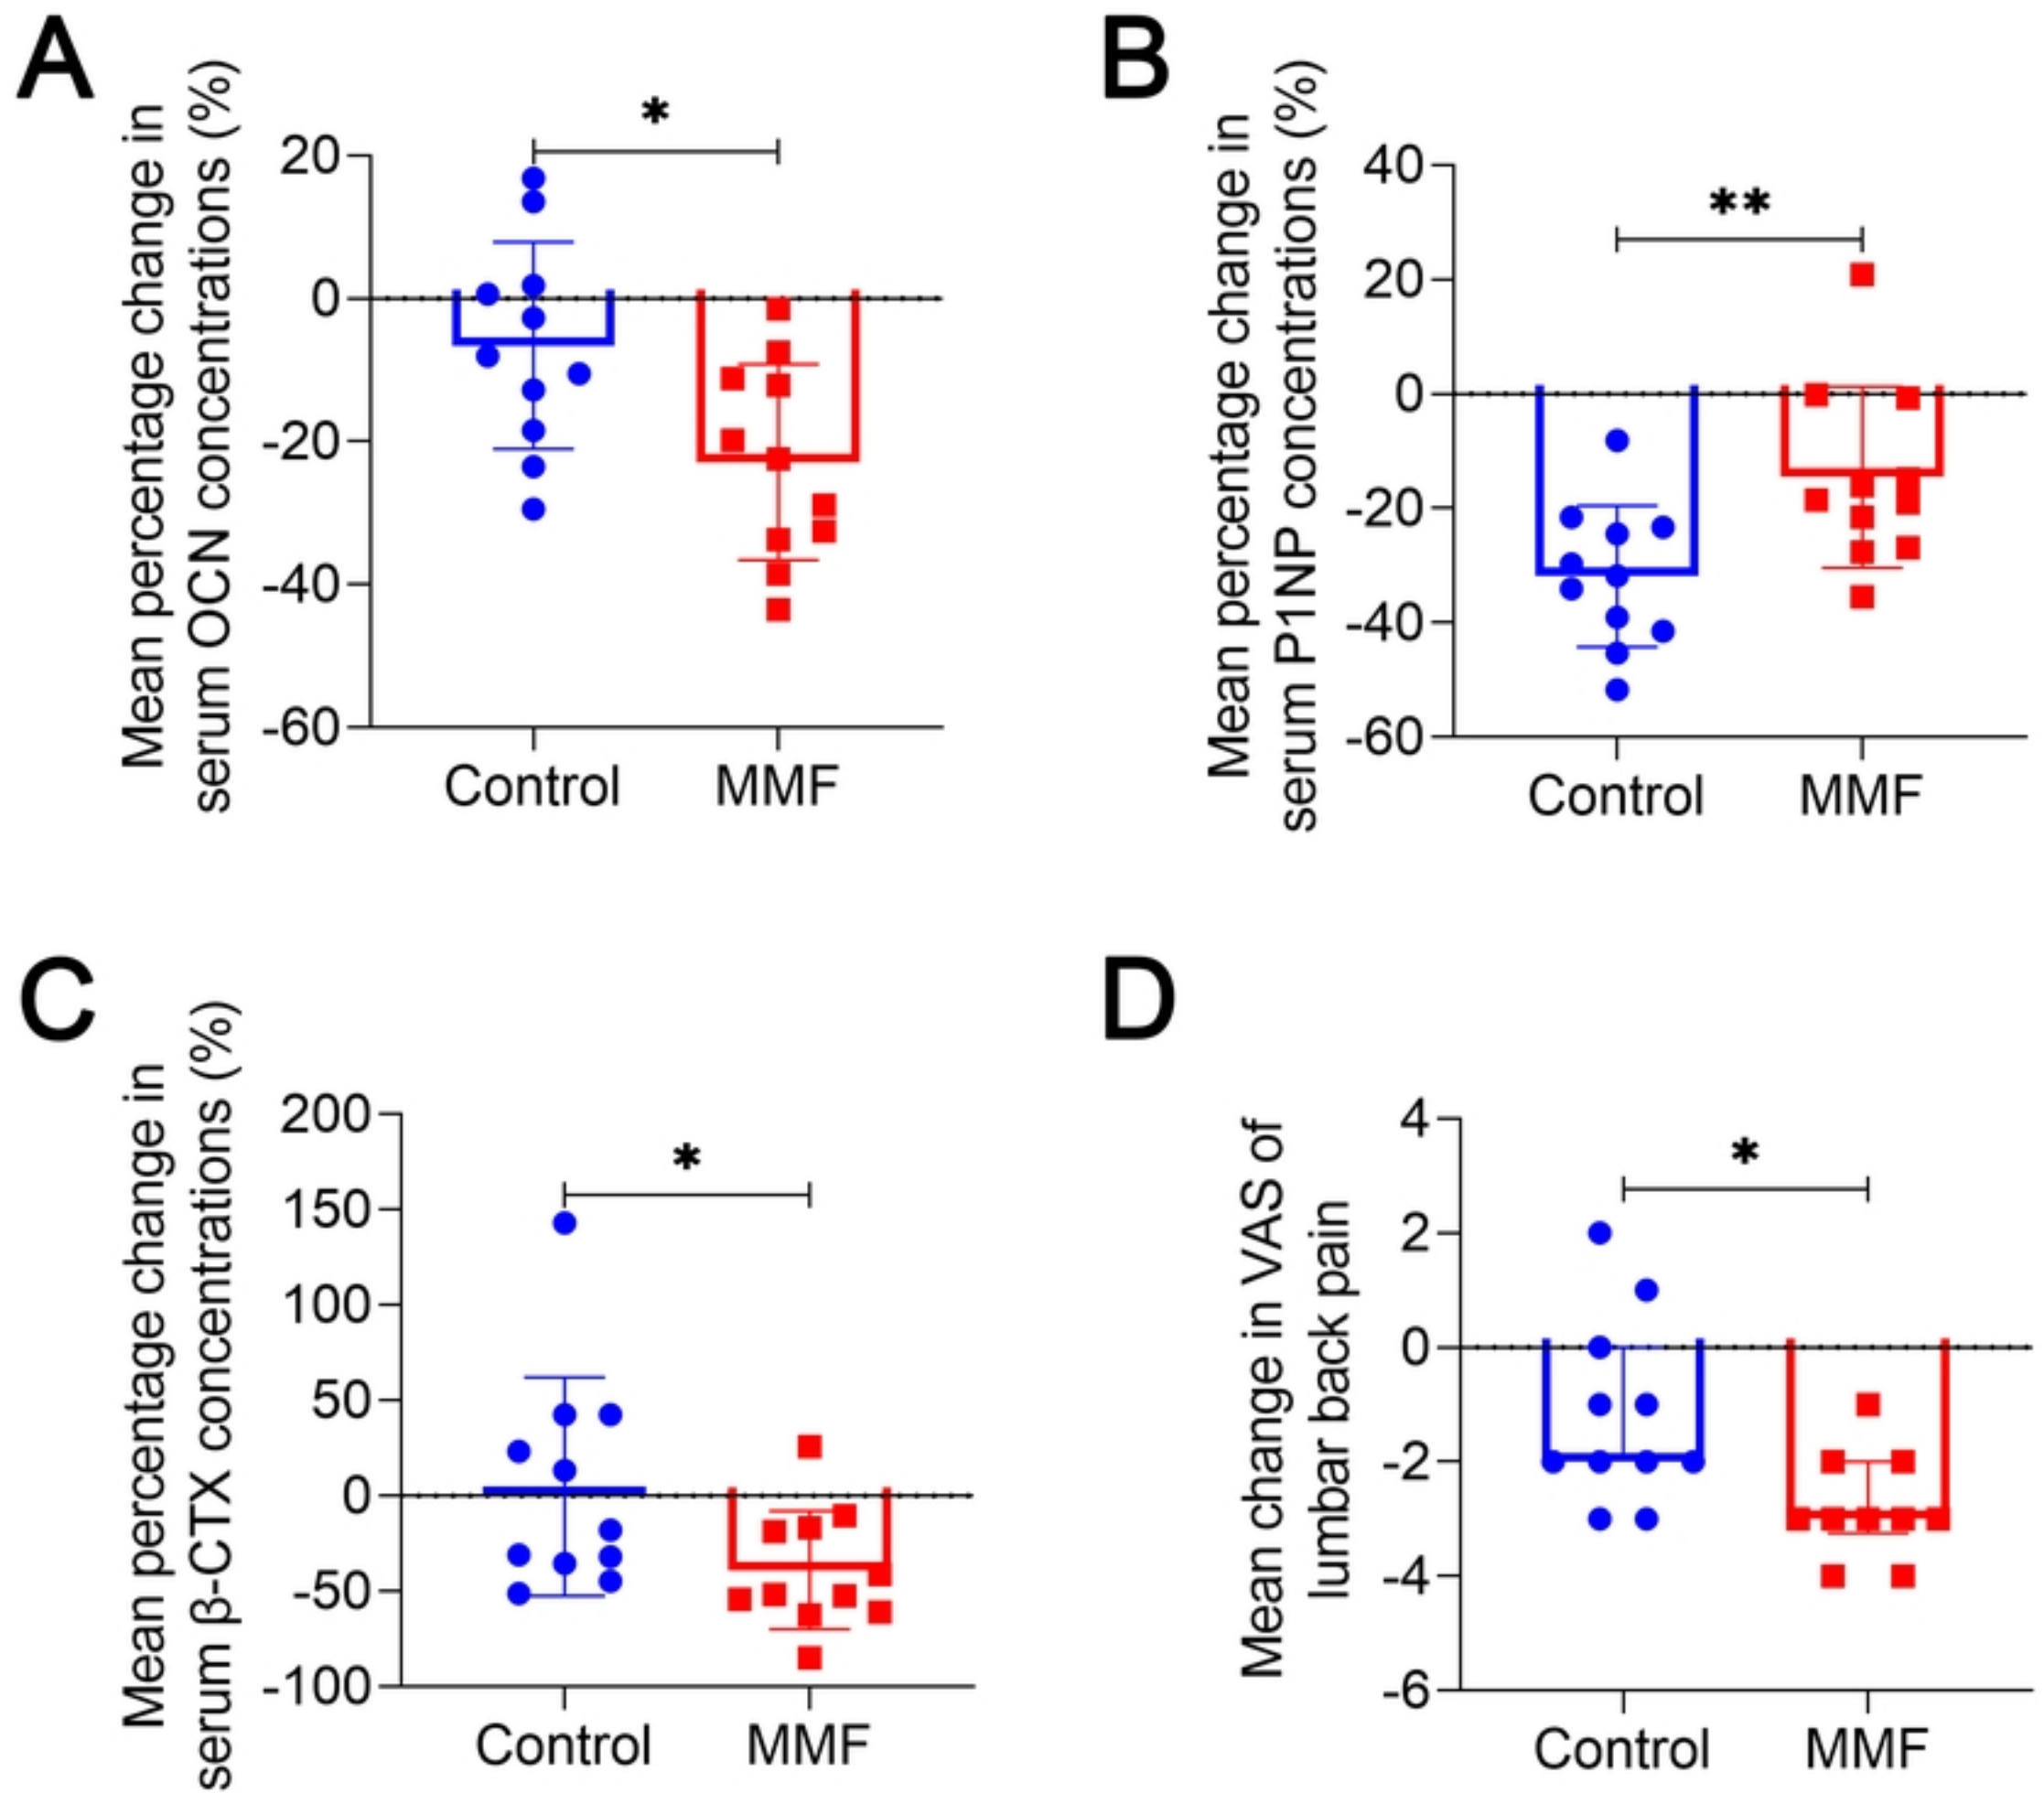 A
Mean percentage change in
serum OCN concentrations (%)
20
0
-20
-40
-60
*
Control
MMF
B
Mean percentage change in
serum P1NP concentrations (%)
40
20
0
-20
-40
-60
**
Control
MMF
C
Mean percentage change in
serum β-CTX concentrations (%)
200
150
100
50
0
-50
-100
*
Control
MMF
D
Mean change in VAS of
lumbar back pain
4
2
0
-2
-4
-6
*
Control
MMF